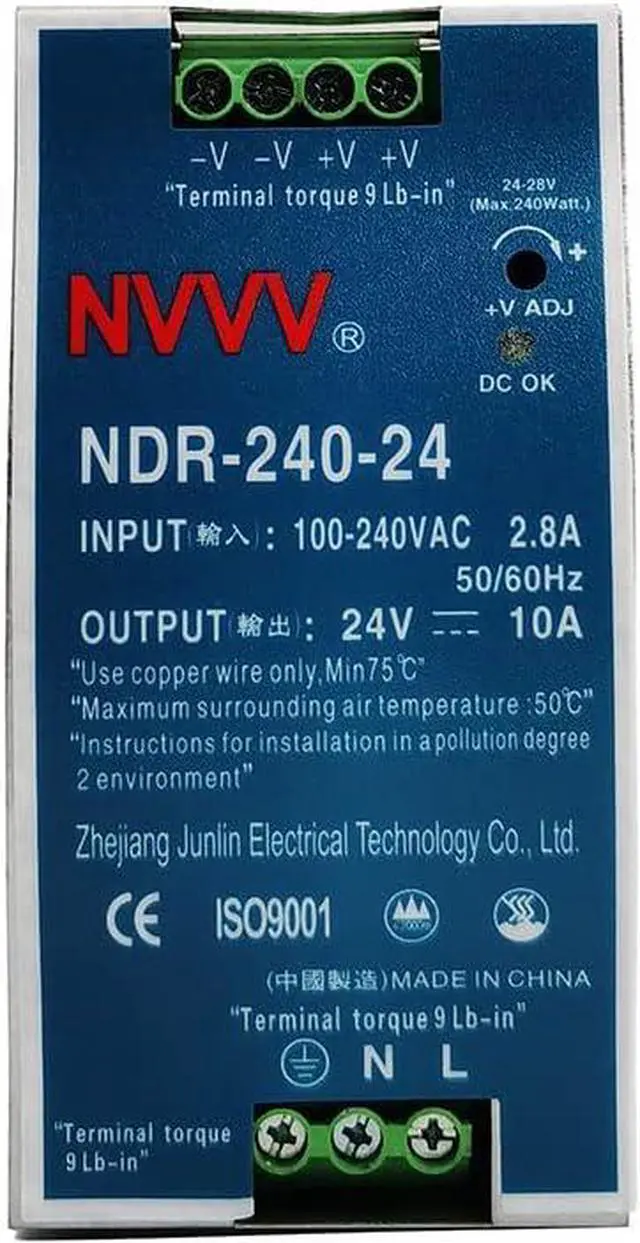 -V -V +V +V
"Terminal torque 9 Lb-in"
24-28V
(Max.240Watt.)
+
+V ADJ
DC OK
NVVV®
NDR-240-24
INPUT(輸入): 100-240VAC 2.8A
50/60Hz
OUTPUT(輸出): 24V ⎓ 10A
"Use copper wire only,Min75℃"
"Maximum surrounding air temperature :50℃"
"Instructions for installation in a pollution degree
2 environment"
Zhejiang Junlin Electrical Technology Co., Ltd.
CE ISO9001
(中國製造)MADE IN CHINA
"Terminal torque 9 Lb-in"
N L
"Terminal torque
9 Lb-in"